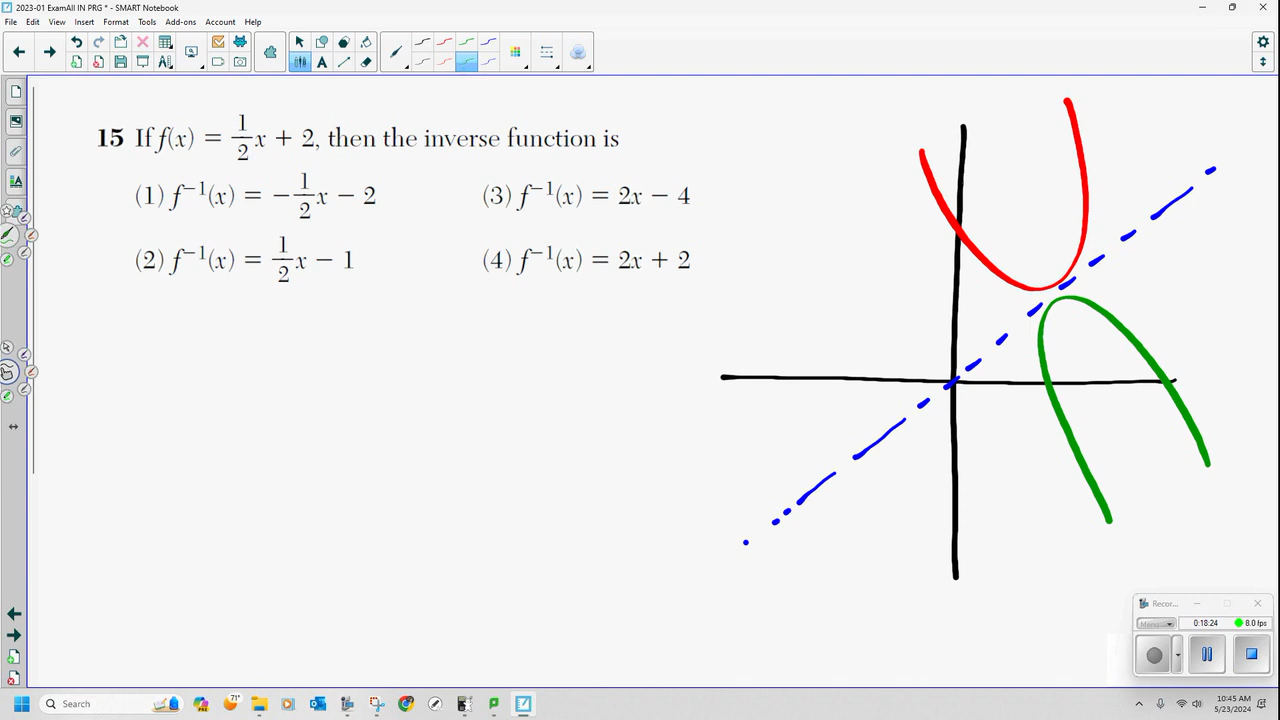 2023-01 ExamAll IN PRG * - SMART Notebook
File Edit View Insert Format Tools Add-ons Account Help
15 If f(x) = 1/2 x + 2, then the inverse function is
(1) f⁻¹(x) = −1/2 x − 2
(3) f⁻¹(x) = 2x − 4
(2) f⁻¹(x) = 1/2 x − 1
(4) f⁻¹(x) = 2x + 2
Recor...
0:18:24 8.0 fps
Search
71°
10:45 AM
5/23/2024